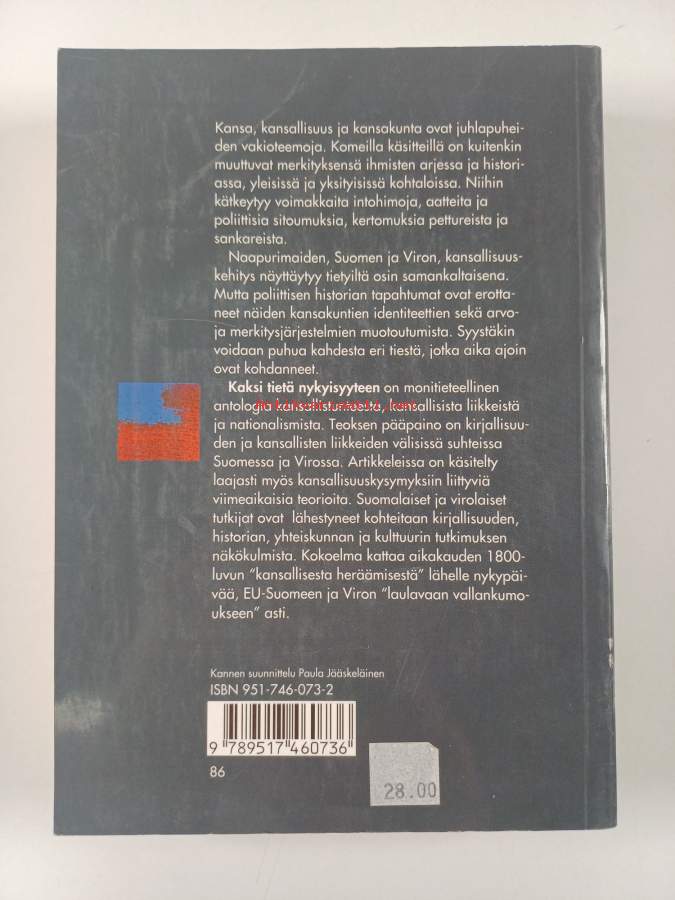 Kansa, kansallisuus ja kansakunta ovat juhlapuhei-
den vakioteemoja. Komeilla käsitteillä on kuitenkin
muuttuvat merkityksensä ihmisten arjessa ja histori-
assa, yleisissä ja yksityisissä kohtaloissa. Niihin
kätkeytyy voimakkaita intohimoja, aatteita ja
poliittisia sitoumuksia, kertomuksia pettureista ja
sankareista.
Naapurimaiden, Suomen ja Viron, kansallisuus-
kehitys näyttäytyy tietyiltä osin samankaltaisena.
Mutta poliittisen historian tapahtumat ovat erotta-
neet näiden kansakuntien identiteettien sekä arvo-
ja merkitysjärjestelmien muotoutumista. Syystäkin
voidaan puhua kahdesta eri tiestä, jotka aika ajoin
ovat kohdanneet.
Kaksi tietä nykyisyyteen on monitieteellinen
antologia kansallistunteesta, kansallisista liikkeistä
ja nationalismista. Teoksen pääpaino on kirjallisuu-
den ja kansallisten liikkeiden välisissä suhteissa
Suomessa ja Virossa. Artikkeleissa on käsitelty
laajasti myös kansallisuuskysymyksiin liittyviä
viimeaikaisia teorioita. Suomalaiset ja virolaiset
tutkijat ovat lähestyneet kohteitaan kirjallisuuden,
historian, yhteiskunnan ja kulttuurin tutkimuksen
näkökulmista. Kokoelma kattaa aikakauden 1800-
luvun "kansallisesta heräämisestä" lähelle nykypäi-
vää, EU-Suomeen ja Viron "laulavaan vallankumo-
ukseen" asti.
Kannen suunnittelu Paula Jääskeläinen
ISBN 951-746-073-2
9 789517 460736
86
28.00